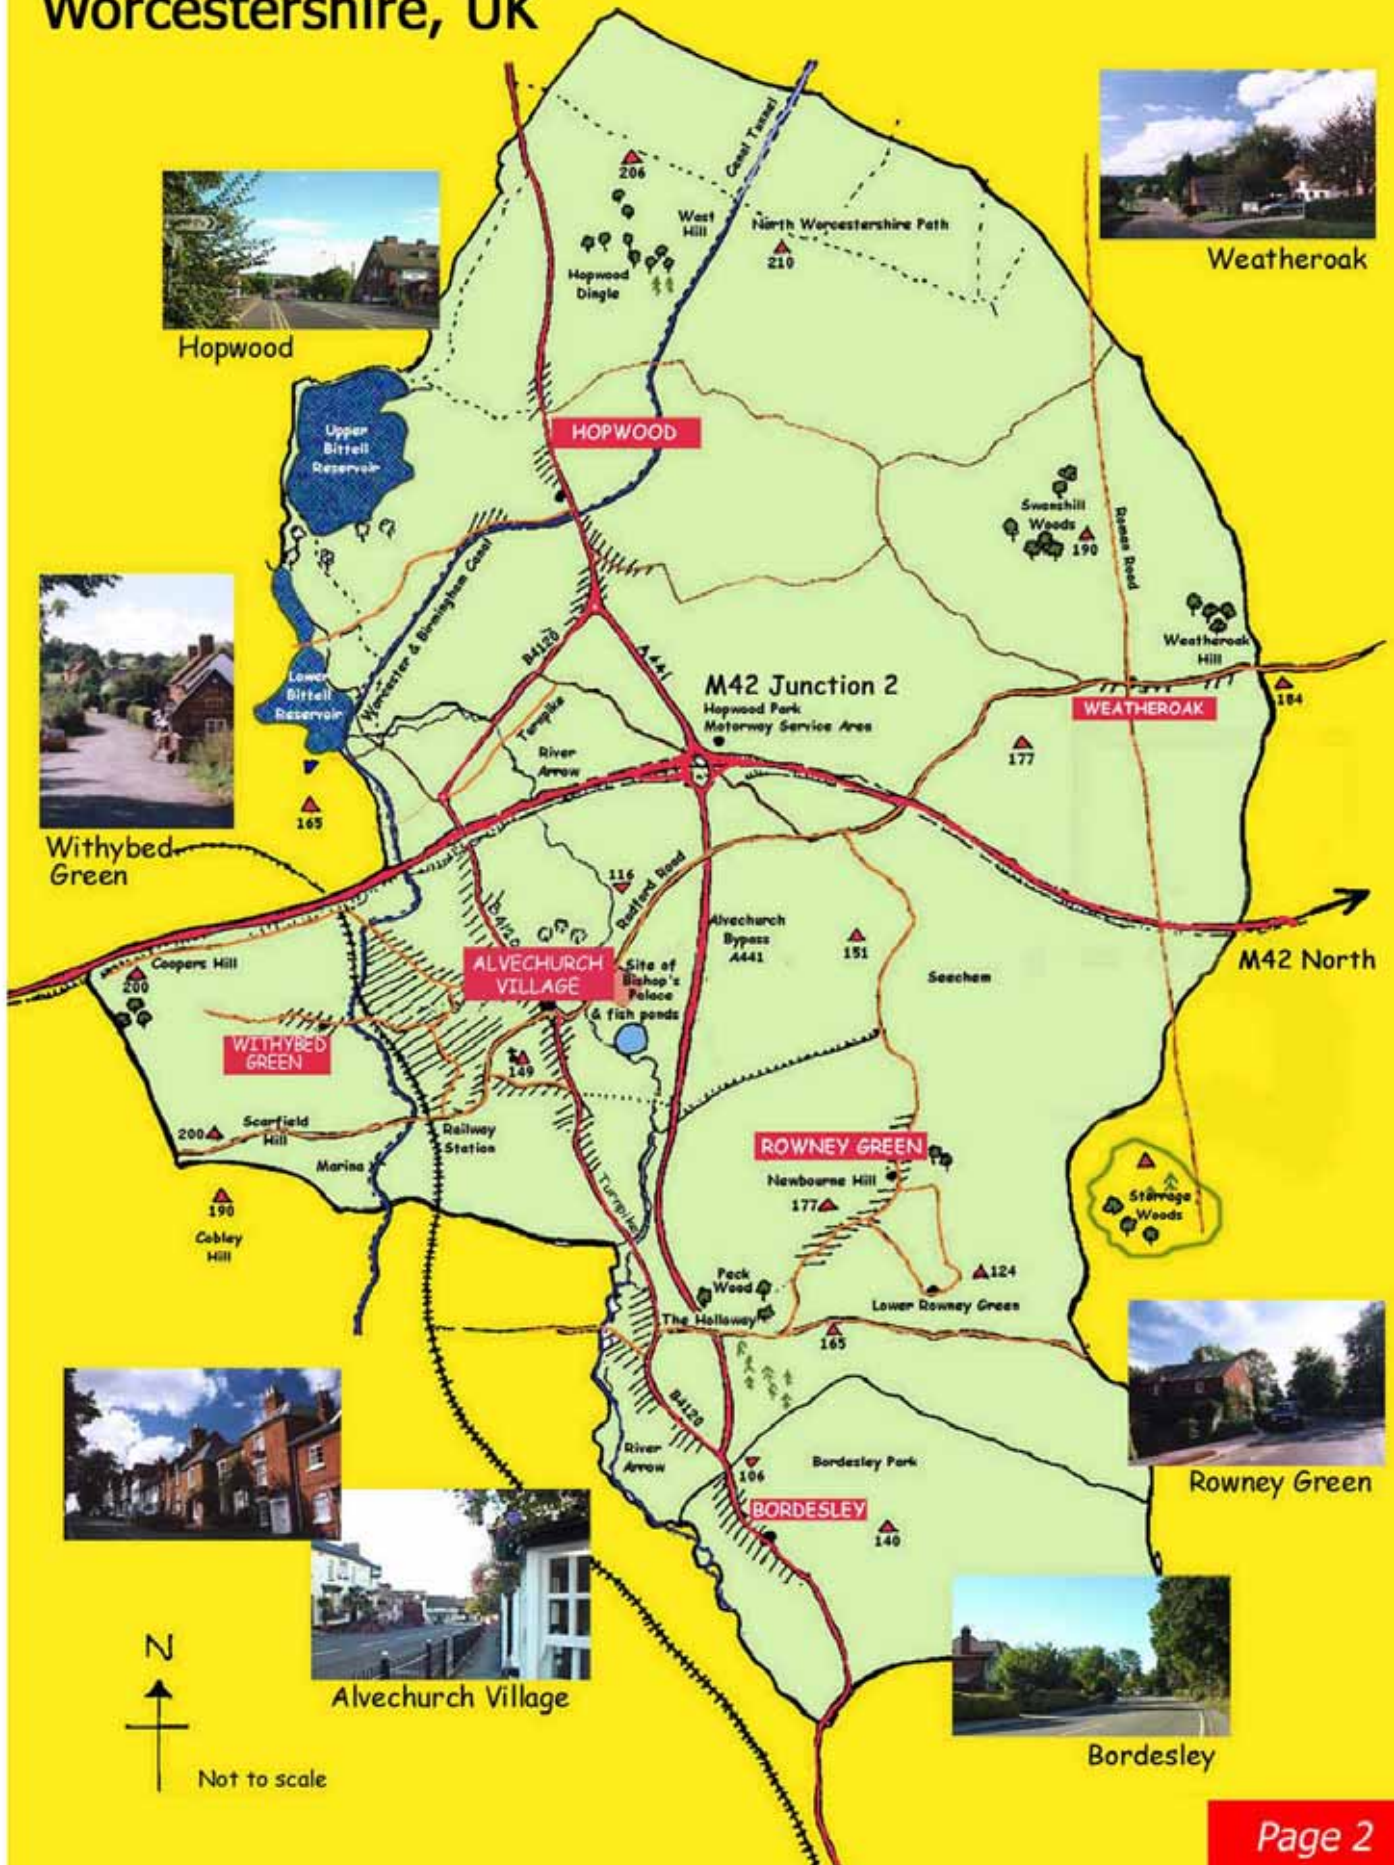 Worcestershire, UK
Canal Tunnel
206
West
Hill
North Worcestershire Path
210
Hopwood
Dingle
Weatheroak
Hopwood
HOPWOOD
Upper
Bittell
Reservoir
Swanshill
Woods
190
Roman Road
Worcester & Birmingham Canal
Weatheroak
Hill
184
B4120
A441
Lower
Bittell
Reservoir
M42 Junction 2
Hopwood Park
Motorway Service Area
WEATHEROAK
Turnpike
River
Arrow
177
165
Withybed
Green
116
Radford Road
B4120
Alvechurch
Bypass
A441
151
Seechem
M42 North
Coopers Hill
200
ALVECHURCH
VILLAGE
Site of
Bishop's
Palace
& fish ponds
WITHYBED
GREEN
149
Scarfield
Hill
200
Railway
Station
Marina
ROWNEY GREEN
Newbourne Hill
177
Storrage
Woods
190
Cobley
Hill
Turnpike
Peck
Wood
124
Lower Rowney Green
The Holloway
165
B4120
River
Arrow
106
Bordesley Park
Rowney Green
BORDESLEY
140
Alvechurch Village
N
Not to scale
Bordesley
Page 2